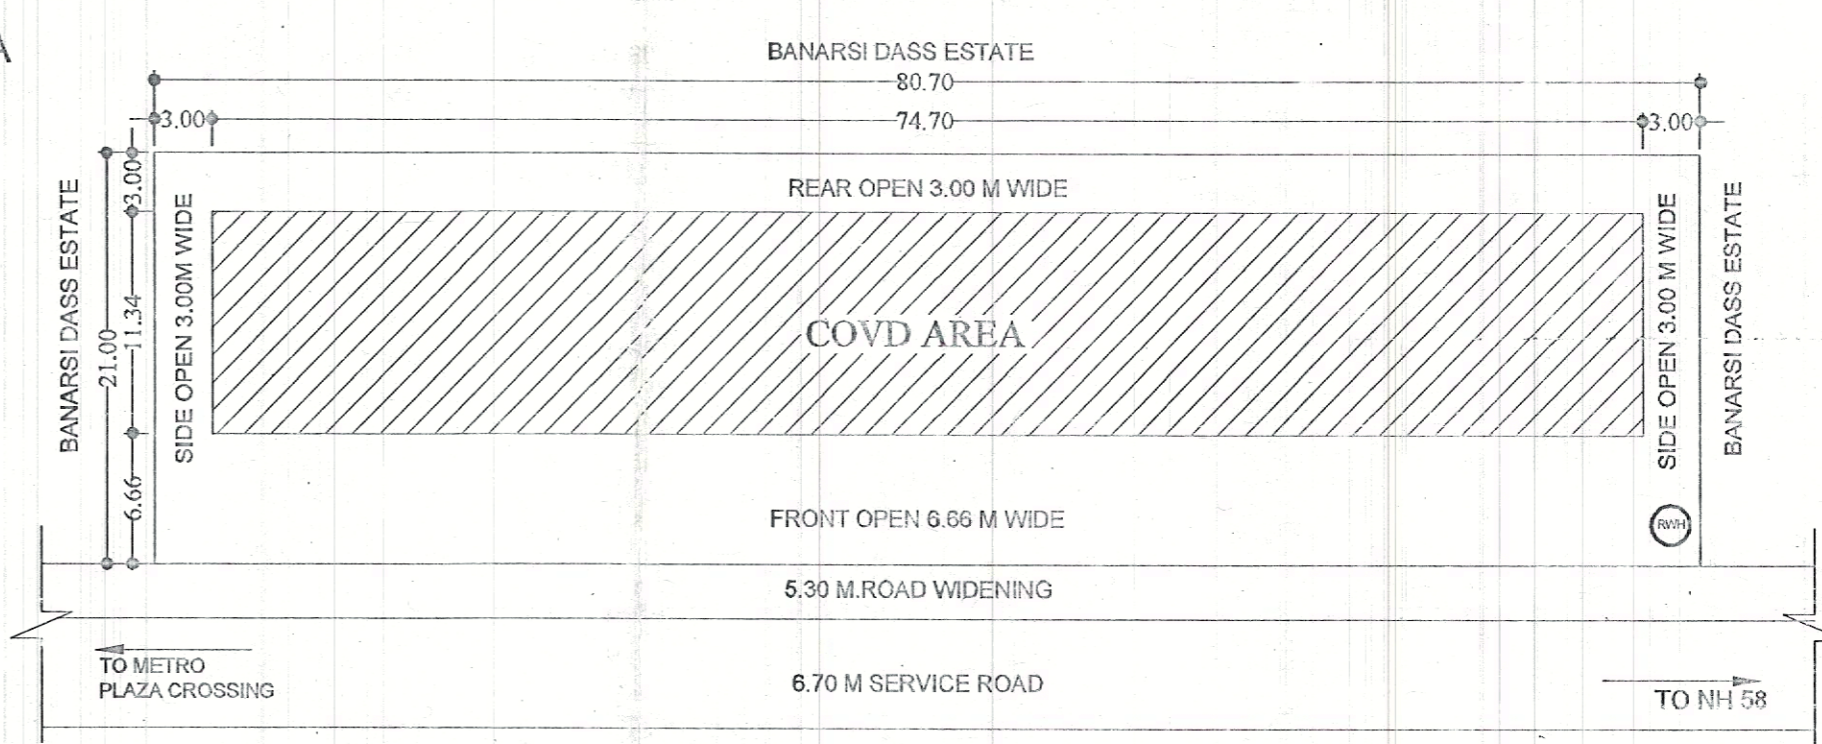 BANARSI DASS ESTATE
80.70
3.00
74.70
3.00
REAR OPEN 3.00 M WIDE
BANARSI DASS ESTATE
21.00
3.00
11.34
6.66
SIDE OPEN 3.00M WIDE
COVD AREA
SIDE OPEN 3.00 M WIDE
BANARSI DASS ESTATE
FRONT OPEN 6.66 M WIDE
RWH
5.30 M.ROAD WIDENING
TO METRO
PLAZA CROSSING
6.70 M SERVICE ROAD
TO NH 58